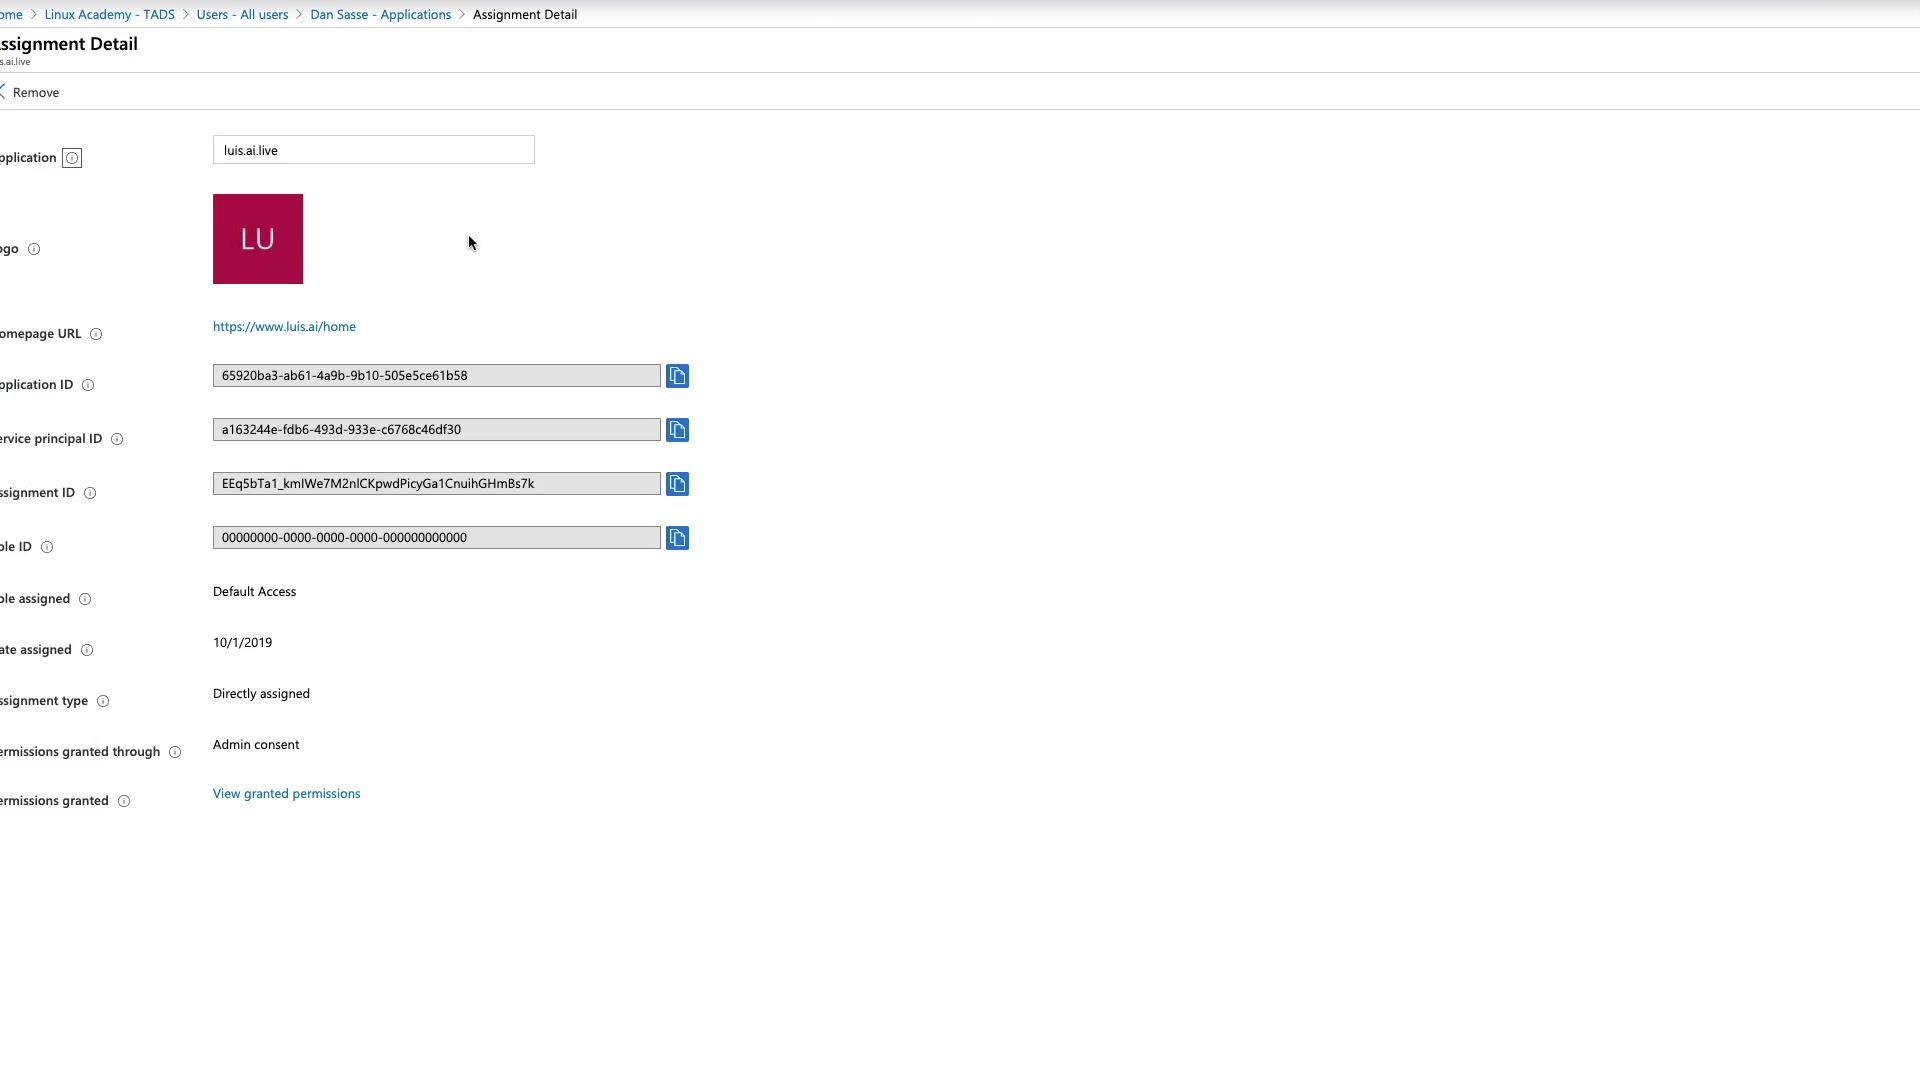 ome > Linux Academy - TADS > Users - All users > Dan Sasse - Applications > Assignment Detail
ssignment Detail
s.ai.live
Remove
pplication luis.ai.live
LU
ogo
omepage URL https://www.luis.ai/home
pplication ID 65920ba3-ab61-4a9b-9b10-505e5ce61b58
ervice principal ID a163244e-fdb6-493d-933e-c6768c46df30
ssignment ID EEq5bTa1_kmIWe7M2nlCKpwdPicyGa1CnuihGHmBs7k
ole ID 00000000-0000-0000-0000-000000000000
ole assigned Default Access
ate assigned 10/1/2019
ssignment type Directly assigned
ermissions granted through Admin consent
ermissions granted View granted permissions